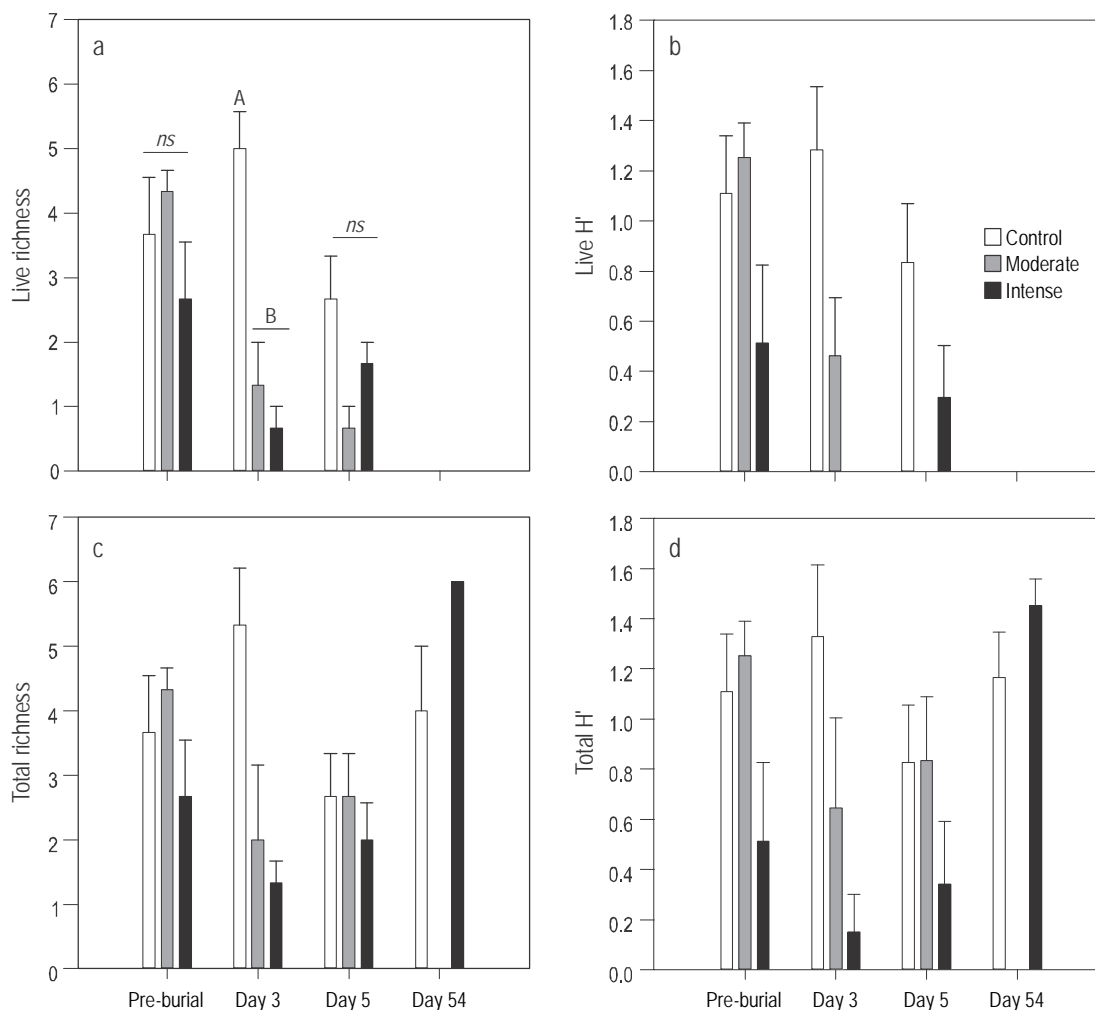 a
7
6
5
4
3
2
1
0
Live richness
ns
A
B
ns
b
1.8
1.6
1.4
1.2
1.0
0.8
0.6
0.4
0.2
0.0
Live H'
Control
Moderate
Intense
c
7
6
5
4
3
2
1
0
Total richness
Pre-burial Day 3 Day 5 Day 54
d
1.8
1.6
1.4
1.2
1.0
0.8
0.6
0.4
0.2
0.0
Total H'
Pre-burial Day 3 Day 5 Day 54